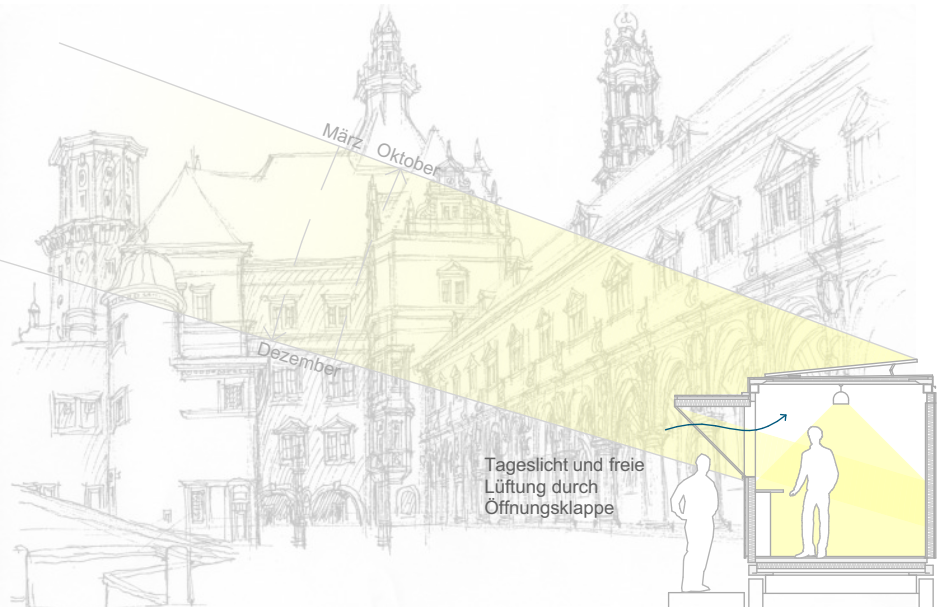 März Oktober
Dezember
Tageslicht und freie
Lüftung durch
Öffnungsklappe